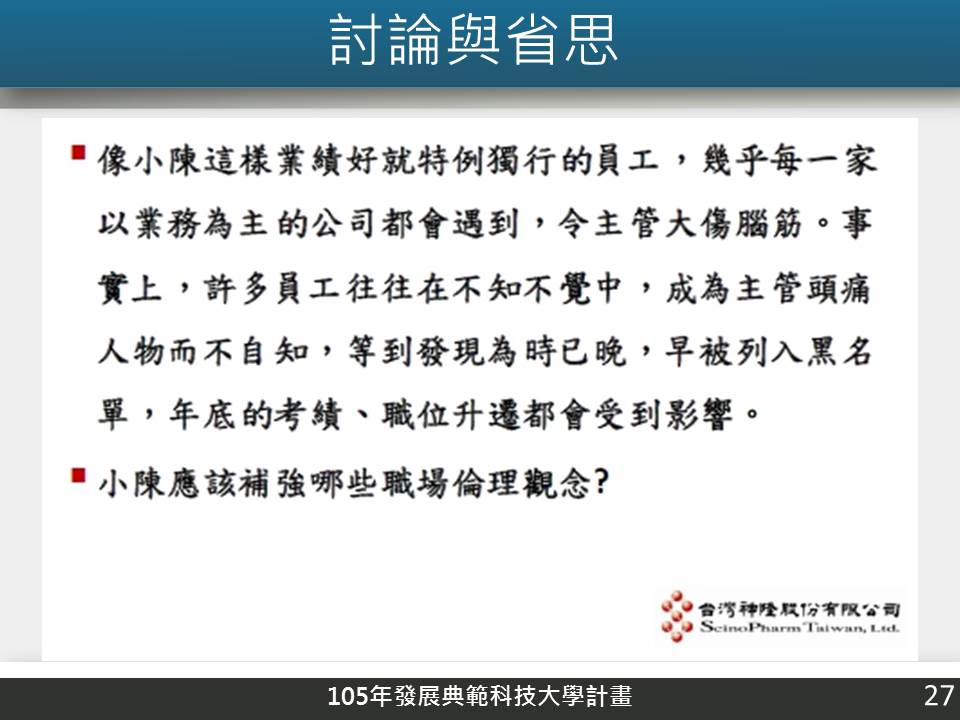 討論與省思
像小陳這樣業績好就特例獨行的員工，幾乎每一家
以業務為主的公司都會遇到，令主管大傷腦筋。事
實上，許多員工往往在不知不覺中，成為主管頭痛
人物而不自知，等到發現為時已晚，早被列入黑名
單，年底的考績、職位升遷都會受到影響。
小陳應該補強哪些職場倫理觀念?
台灣神隆股份有限公司
ScinoPharm Taiwan, Ltd.
105年發展典範科技大學計畫
27